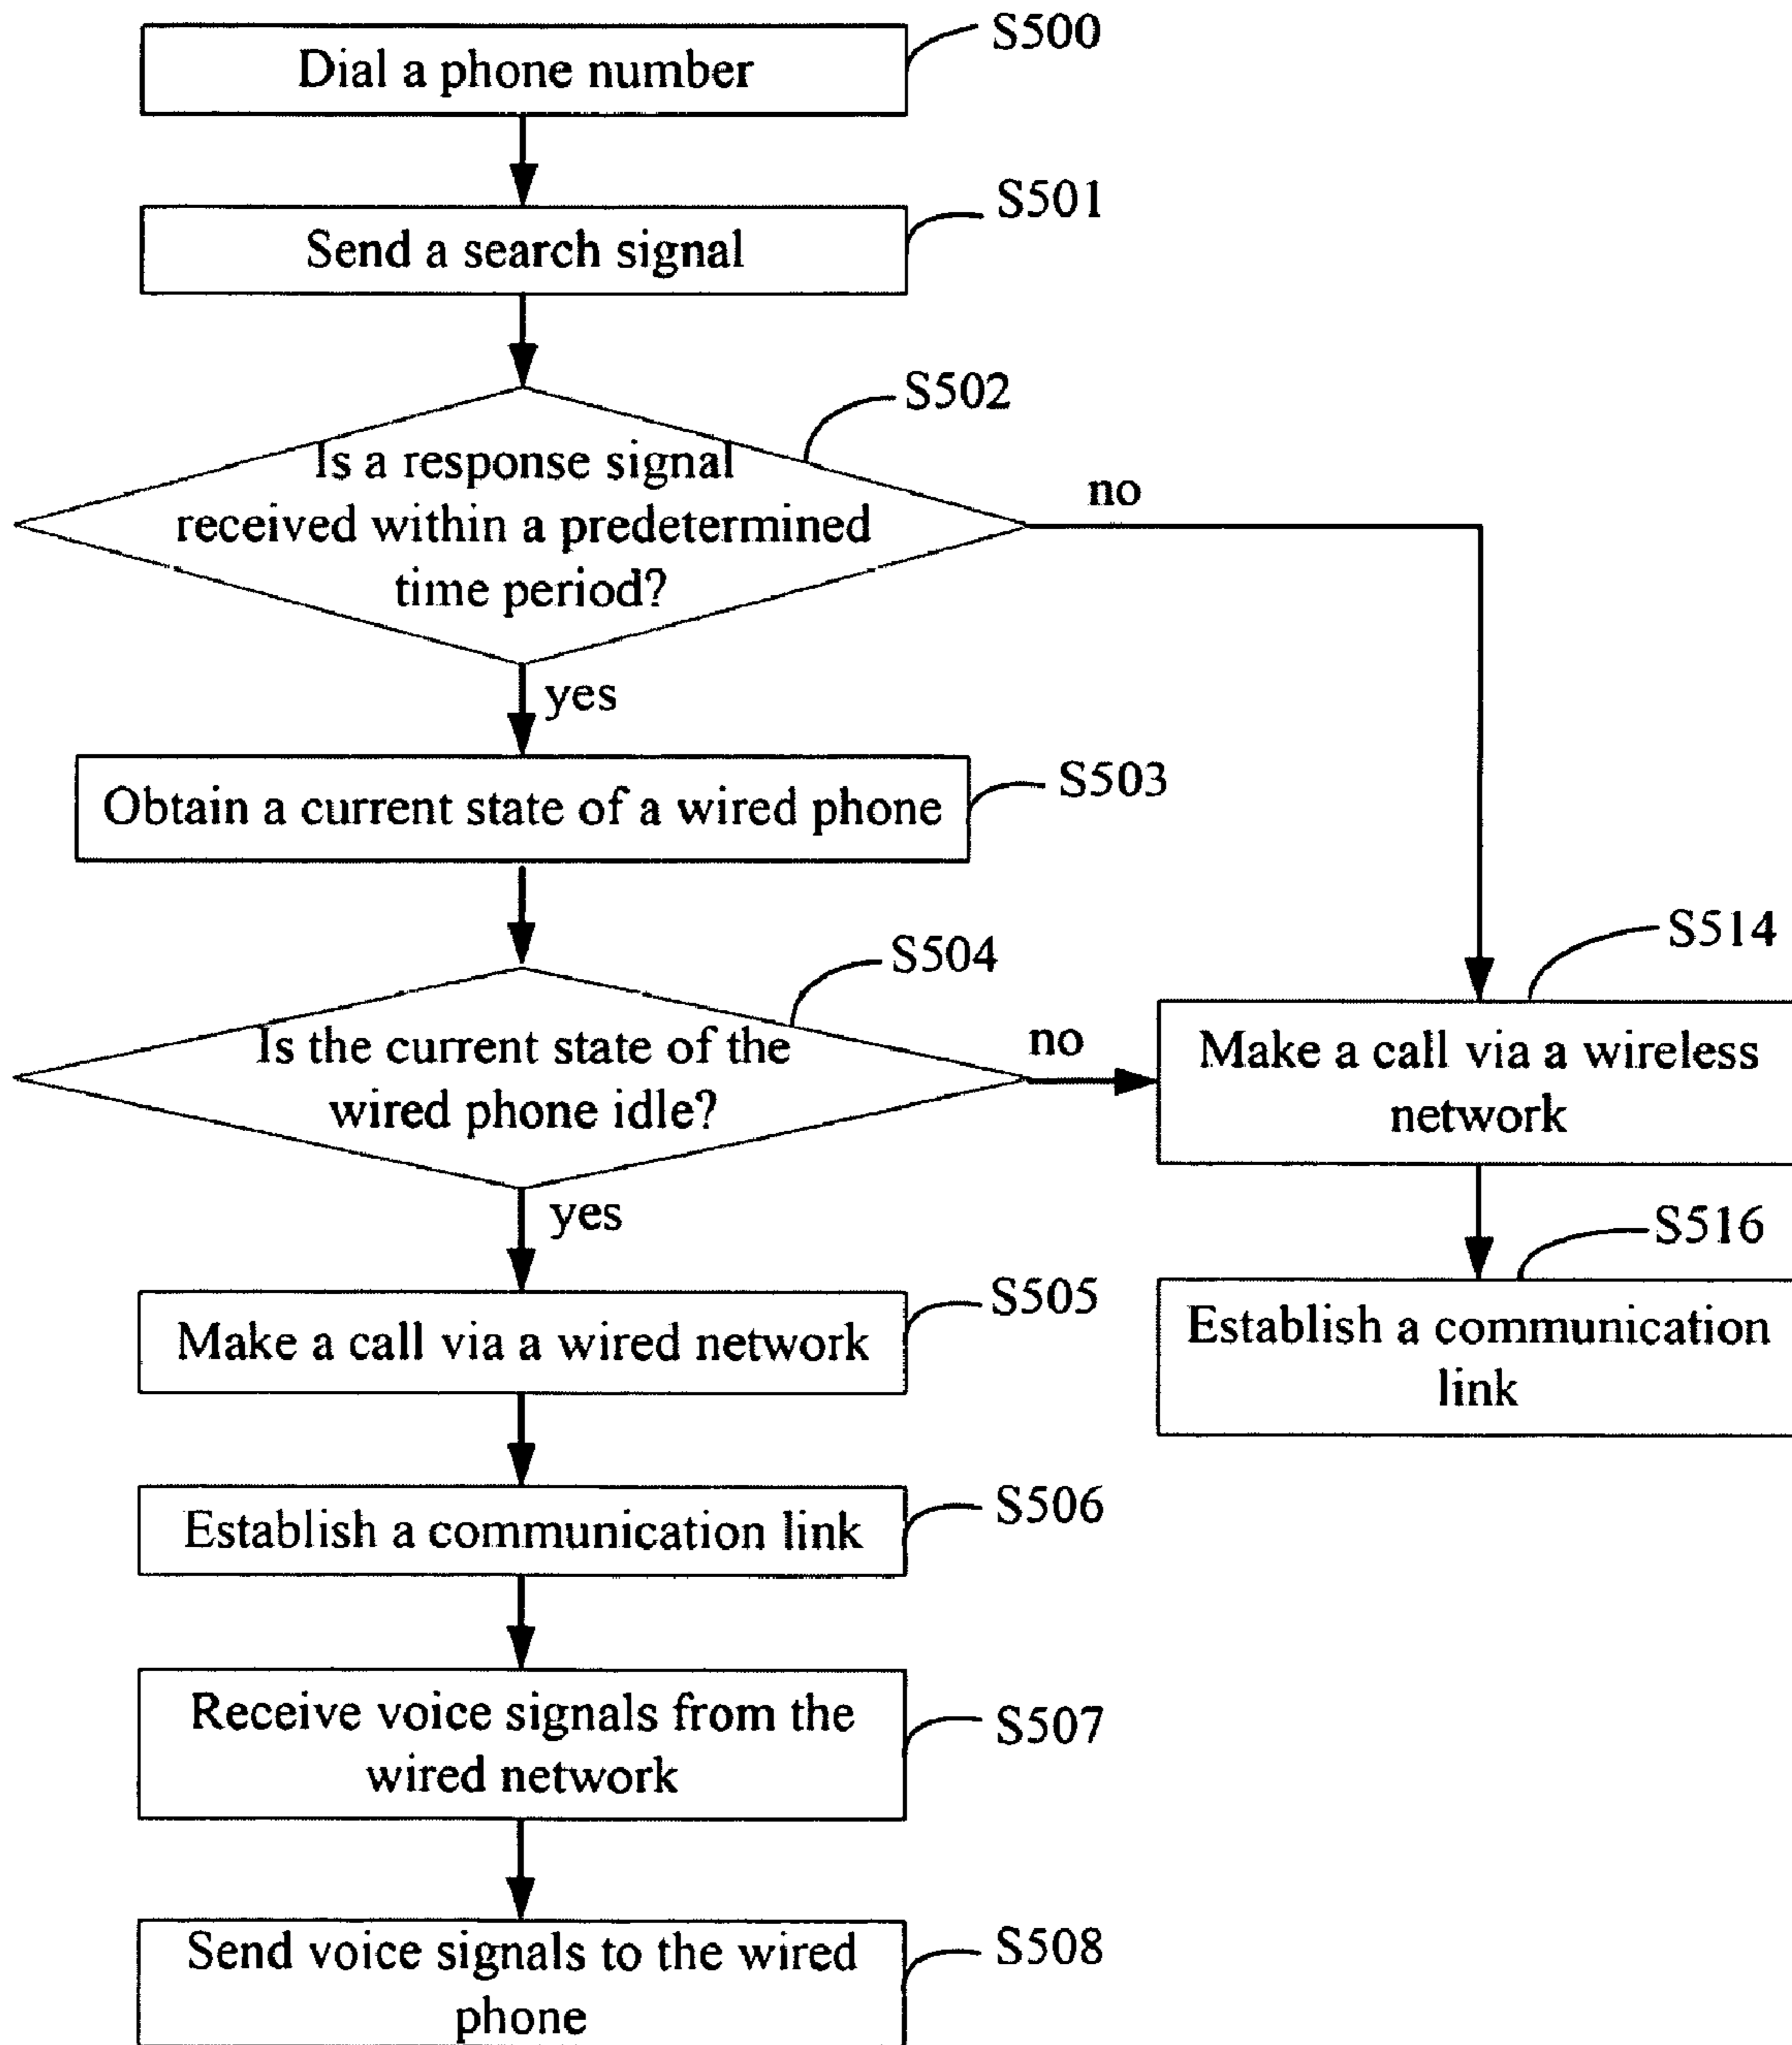 S500
Dial a phone number
S501
Send a search signal
S502
Is a response signal
received within a predetermined
time period?
no
yes
S503
Obtain a current state of a wired phone
S504
Is the current state of the
wired phone idle?
no
yes
S514
Make a call via a wireless
network
S516
Establish a communication
link
S505
Make a call via a wired network
S506
Establish a communication link
S507
Receive voice signals from the
wired network
S508
Send voice signals to the wired
phone